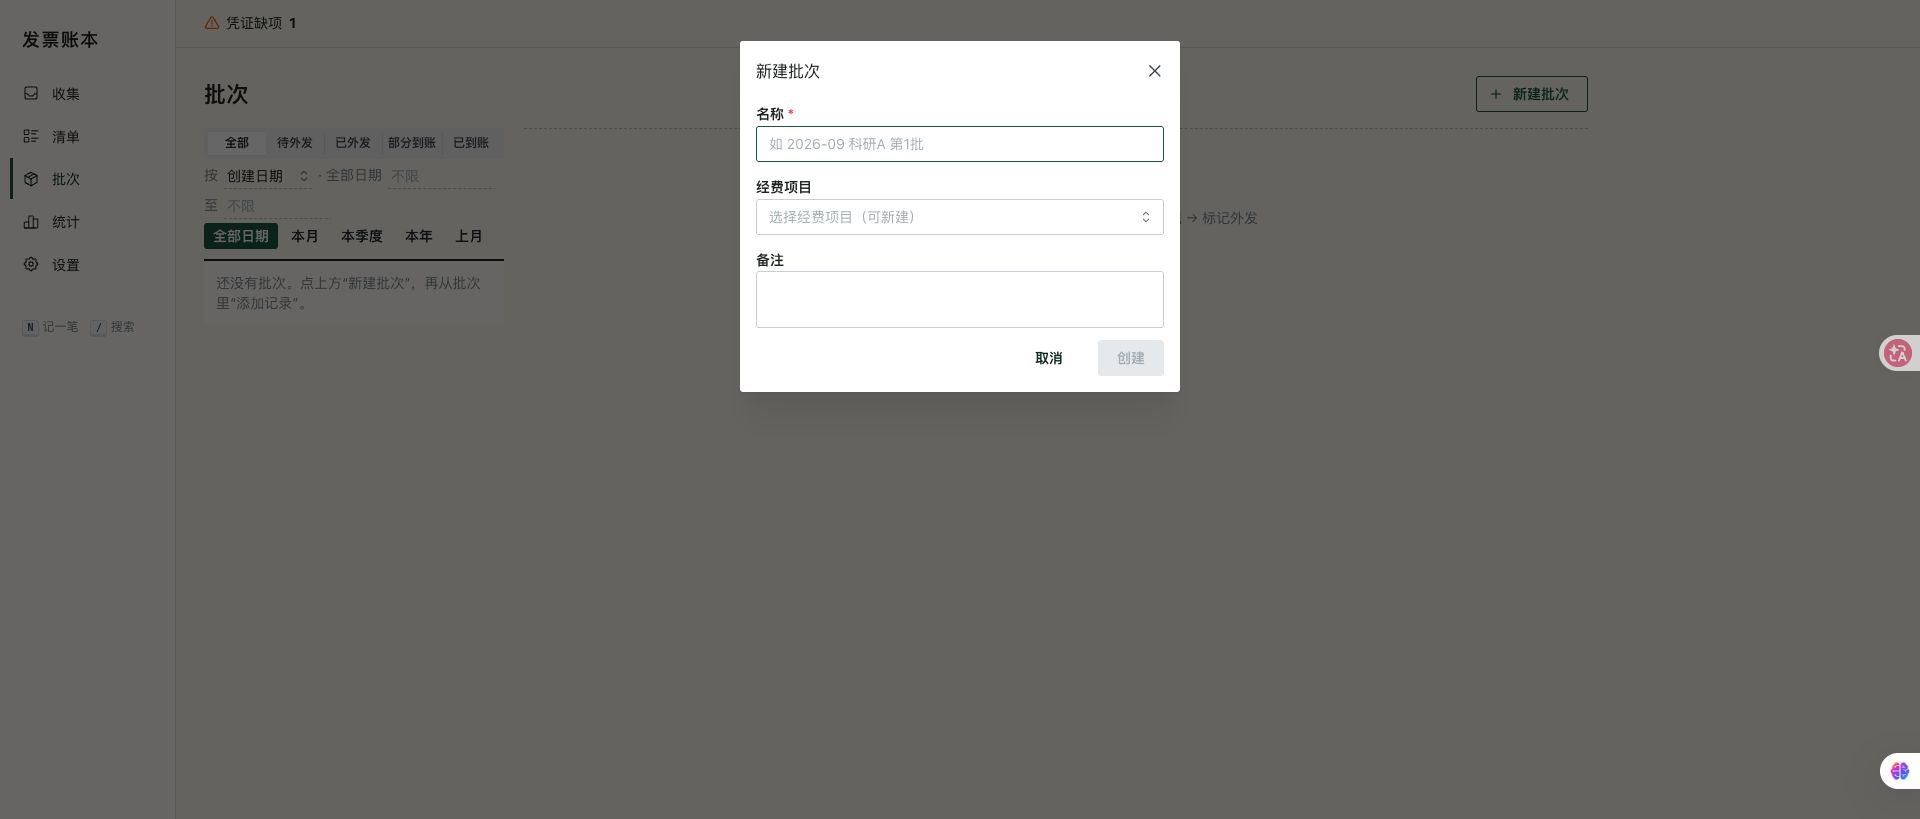 发票账本
收集
清单
批次
统计
设置
N 记一笔 / 搜索
凭证缺项 1
批次
新建批次
全部 待外发 已外发 部分到账 已到账
按 创建日期 · 全部日期 不限
至 不限
全部日期 本月 本季度 本年 上月
还没有批次。点上方“新建批次”，再从批次
里“添加记录”。
→ 标记外发
新建批次
名称 *
如 2026-09 科研A 第1批
经费项目
选择经费项目（可新建）
备注
取消 创建
A